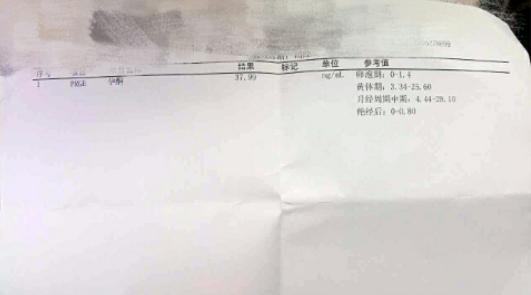 序号 结果 标记 单位 参考值
1 PRGE 孕酮 37.99 ng/mL 卵泡期: 0-1.4
黄体期: 3.34-25.60
月经周期中期: 4.44-28.10
绝经后: 0-0.80